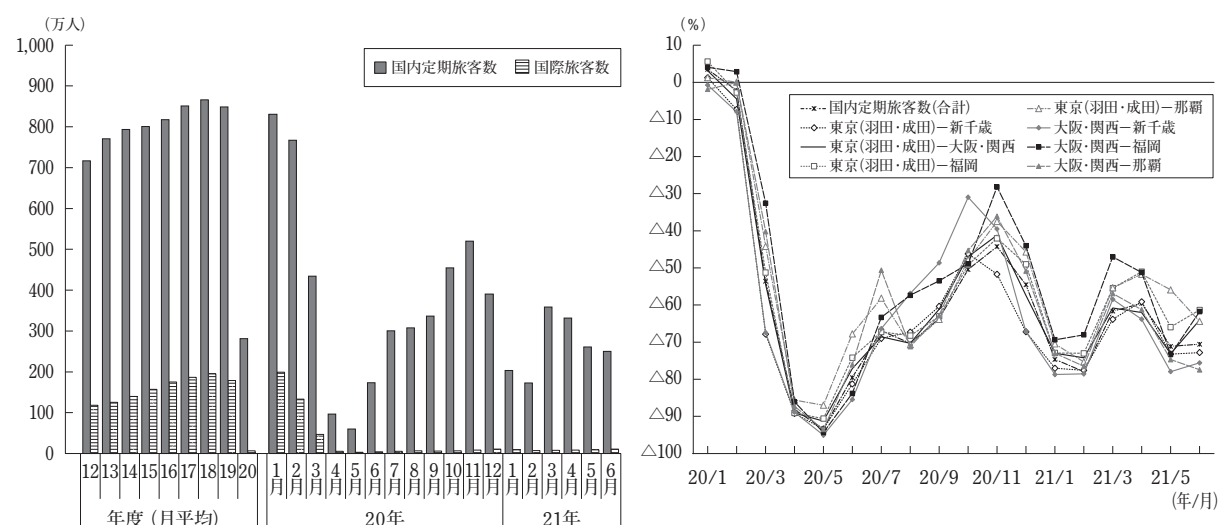 (万人)
1,000
900
800
700
600
500
400
300
200
100
0
国内定期旅客数 国際旅客数
12 13 14 15 16 17 18 19 20
1月 2月 3月 4月 5月 6月 7月 8月 9月 10月 11月 12月 1月 2月 3月 4月 5月 6月
年度(月平均) 20年 21年
(%)
10
0
△10
△20
△30
△40
△50
△60
△70
△80
△90
△100
国内定期旅客数(合計) 東京(羽田・成田)−那覇
東京(羽田・成田)−新千歳 大阪・関西−新千歳
東京(羽田・成田)−大阪・関西 大阪・関西−福岡
東京(羽田・成田)−福岡 大阪・関西−那覇
20/1 20/3 20/5 20/7 20/9 20/11 21/1 21/3 21/5
(年/月)